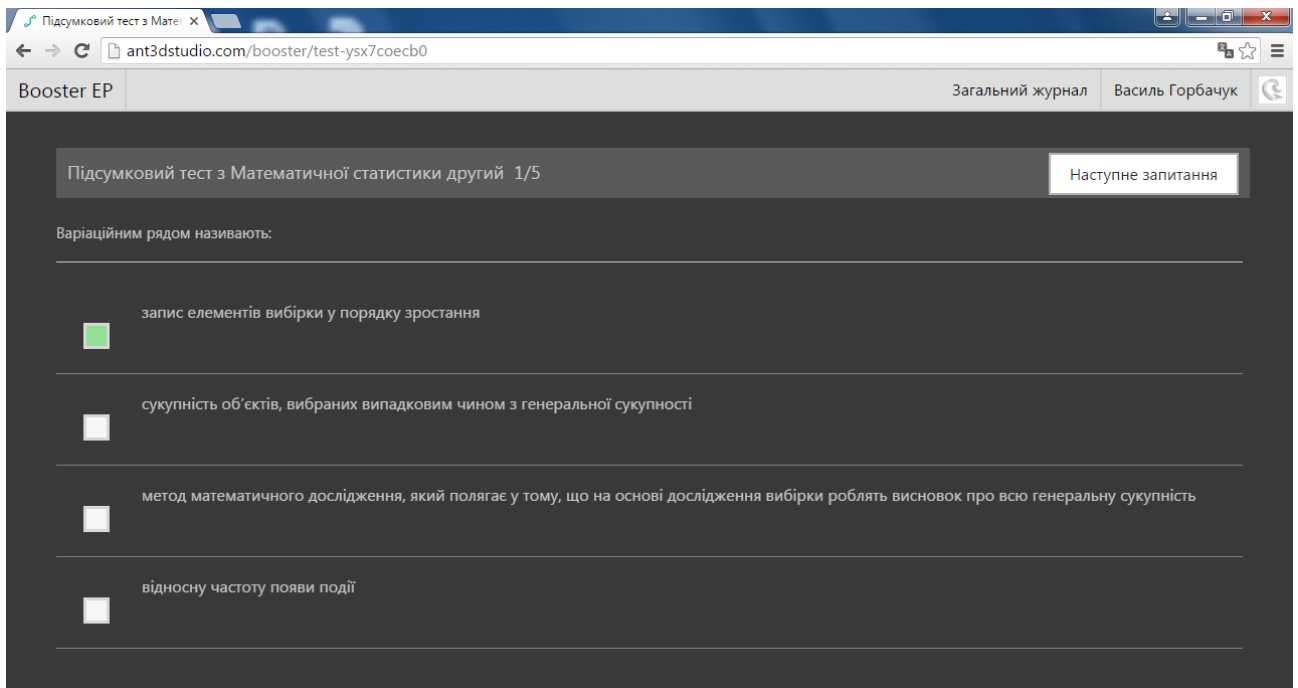 Підсумковий тест з Мате
ant3dstudio.com/booster/test-ysx7coecb0
Booster EP
Загальний журнал
Василь Горбачук
Підсумковий тест з Математичної статистики другий 1/5
Наступне запитання
Варіаційним рядом називають:
запис елементів вибірки у порядку зростання
сукупність об’єктів, вибраних випадковим чином з генеральної сукупності
метод математичного дослідження, який полягає у тому, що на основі дослідження вибірки роблять висновок про всю генеральну сукупність
відносну частоту появи події